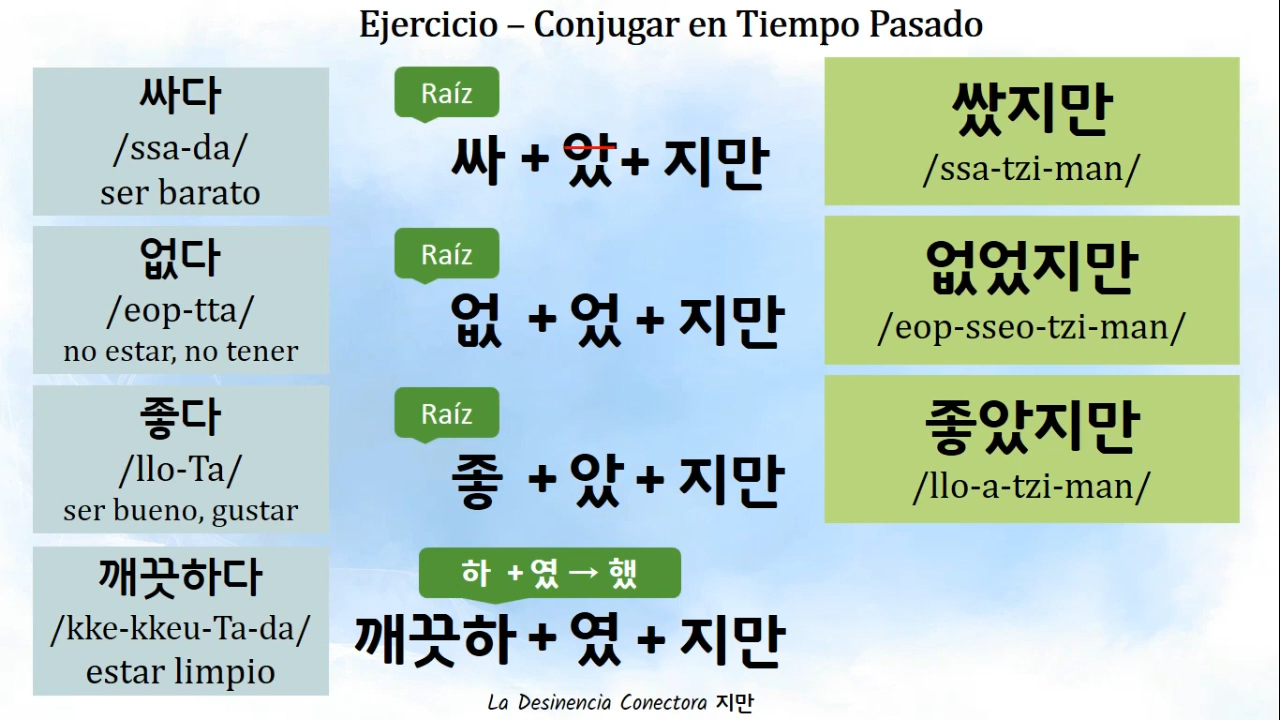 Ejercicio – Conjugar en Tiempo Pasado
싸다
/ssa-da/
ser barato
Raíz
싸 + 았 + 지만
쌌지만
/ssa-tzi-man/
없다
/eop-tta/
no estar, no tener
Raíz
없 + 었 + 지만
없었지만
/eop-sseo-tzi-man/
좋다
/llo-Ta/
ser bueno, gustar
Raíz
좋 + 았 + 지만
좋았지만
/llo-a-tzi-man/
깨끗하다
/kke-kkeu-Ta-da/
estar limpio
하 + 였 → 했
깨끗하 + 였 + 지만
La Desinencia Conectora 지만